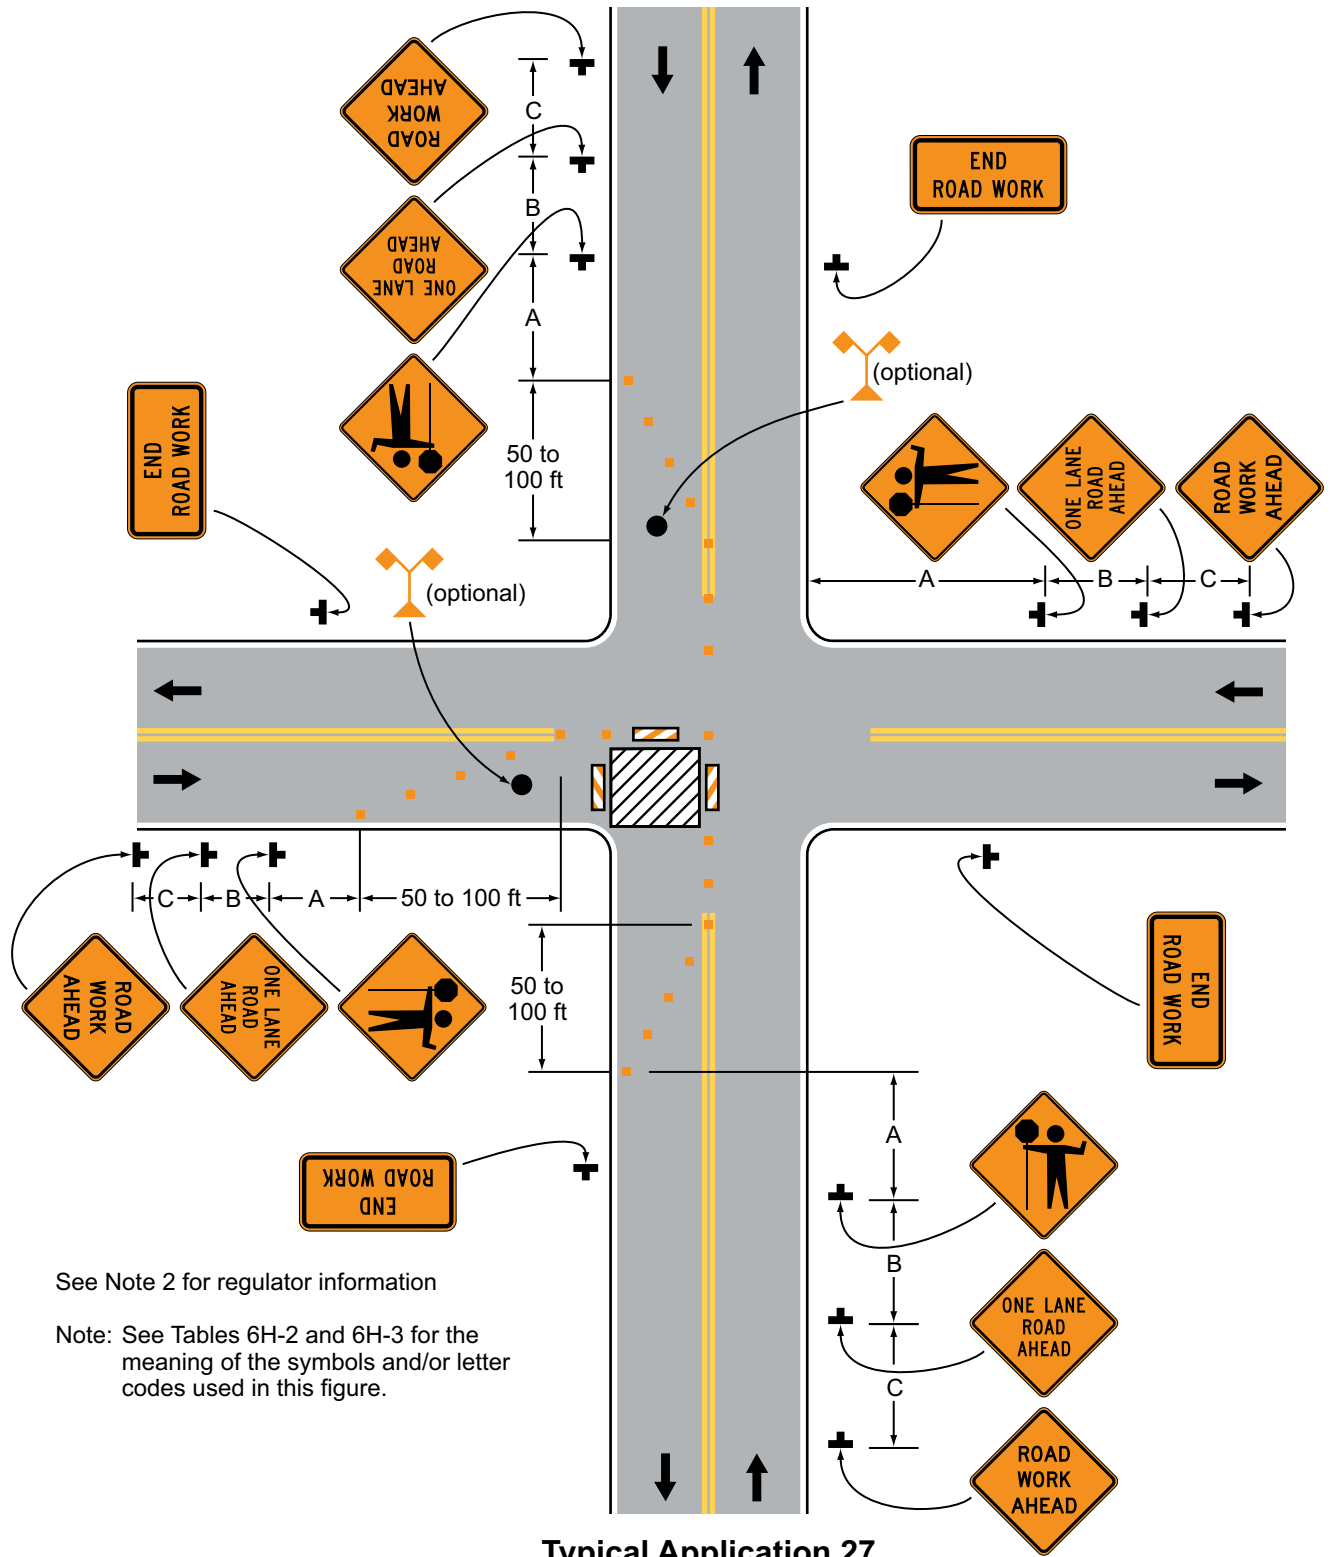 ROAD
WORK
AHEAD
C
ONE LANE
ROAD
AHEAD
B
A
END
ROAD WORK
(optional)
50 to
100 ft
END
ROAD WORK
(optional)
ONE LANE
ROAD
AHEAD
ROAD
WORK
AHEAD
A
B
C
C
B
A
50 to 100 ft
ROAD
WORK
AHEAD
ONE LANE
ROAD
AHEAD
50 to
100 ft
END
ROAD WORK
END
ROAD WORK
A
B
C
ONE LANE
ROAD
AHEAD
ROAD
WORK
AHEAD
See Note 2 for regulator information
Note: See Tables 6H-2 and 6H-3 for the
meaning of the symbols and/or letter
codes used in this figure.
Typical Application 27